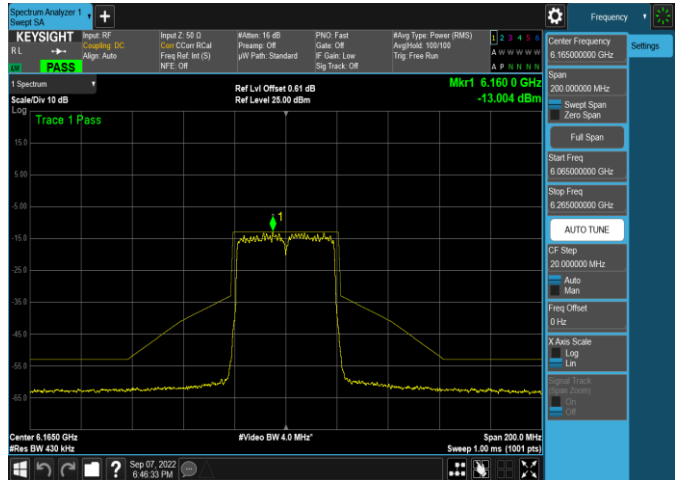 Spectrum Analyzer 1
Swept SA
Frequency
KEYSIGHT
RL
PASS
Input: RF
Coupling: DC
Align: Auto
Input Z: 50 Ω
Corr CCorr RCal
Freq Ref: Int (S)
NFE: Off
#Atten: 16 dB
Preamp: Off
µW Path: Standard
PNO: Fast
Gate: Off
IF Gain: Low
Sig Track: Off
#Avg Type: Power (RMS)
Avg|Hold: 100/100
Trig: Free Run
1 2 3 4 5 6
A W W W W W
A P N N N N
1 Spectrum
Scale/Div 10 dB
Ref Lvl Offset 0.61 dB
Ref Level 25.00 dBm
Mkr1 6.160 0 GHz
-13.004 dBm
Log
Trace 1 Pass
15.0
5.00
-5.00
1
-15.0
-25.0
-35.0
-45.0
-65.0
Center 6.1650 GHz
#Res BW 430 kHz
#Video BW 4.0 MHz*
Span 200.0 MHz
Sweep 1.00 ms (1001 pts)
Center Frequency
6.165000000 GHz
Settings
Span
200.000000 MHz
Swept Span
Zero Span
Full Span
Start Freq
6.065000000 GHz
Stop Freq
6.265000000 GHz
AUTO TUNE
CF Step
20.000000 MHz
Auto
Man
Freq Offset
0 Hz
X Axis Scale
Log
Lin
Signal Track
(Span Zoom)
On
Off
?
Sep 07, 2022
6:46:33 PM